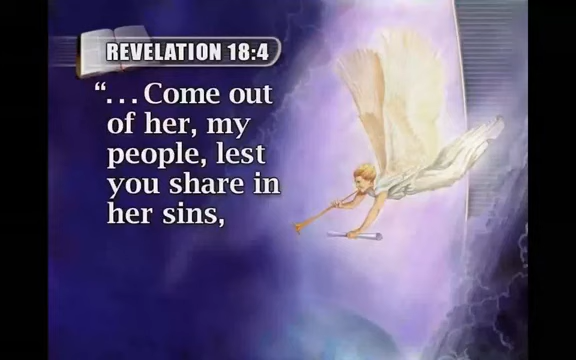 REVELATION 18:4
“...Come out
of her, my
people, lest
you share in
her sins,